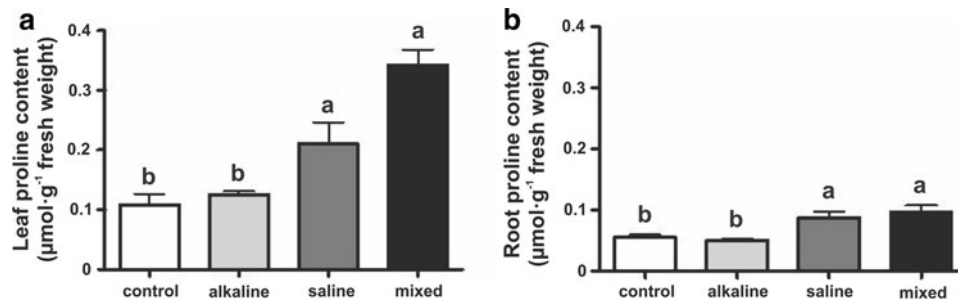 a
Leaf proline content
(μmol·g⁻¹ fresh weight)
0.4
0.3
0.2
0.1
0
b
b
a
a
control alkaline saline mixed
b
Root proline content
(μmol·g⁻¹ fresh weight)
0.4
0.3
0.2
0.1
0
b
b
a
a
control alkaline saline mixed